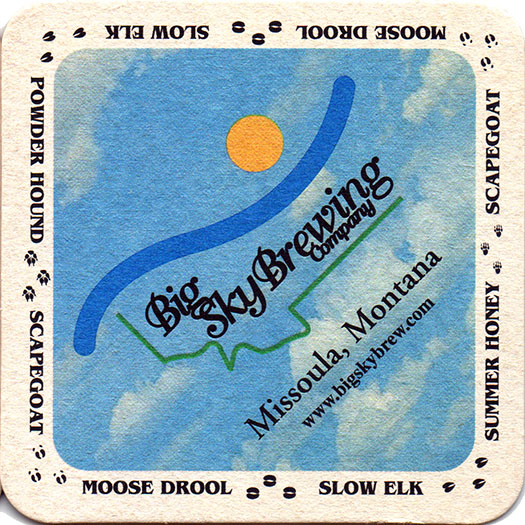 SLOW ELK
MOOSE DROOL
POWDER HOUND
SCAPEGOAT
SCAPEGOAT
SUMMER HONEY
Big
Sky Brewing
Company
Missoula, Montana
www.bigskybrew.com
MOOSE DROOL
SLOW ELK